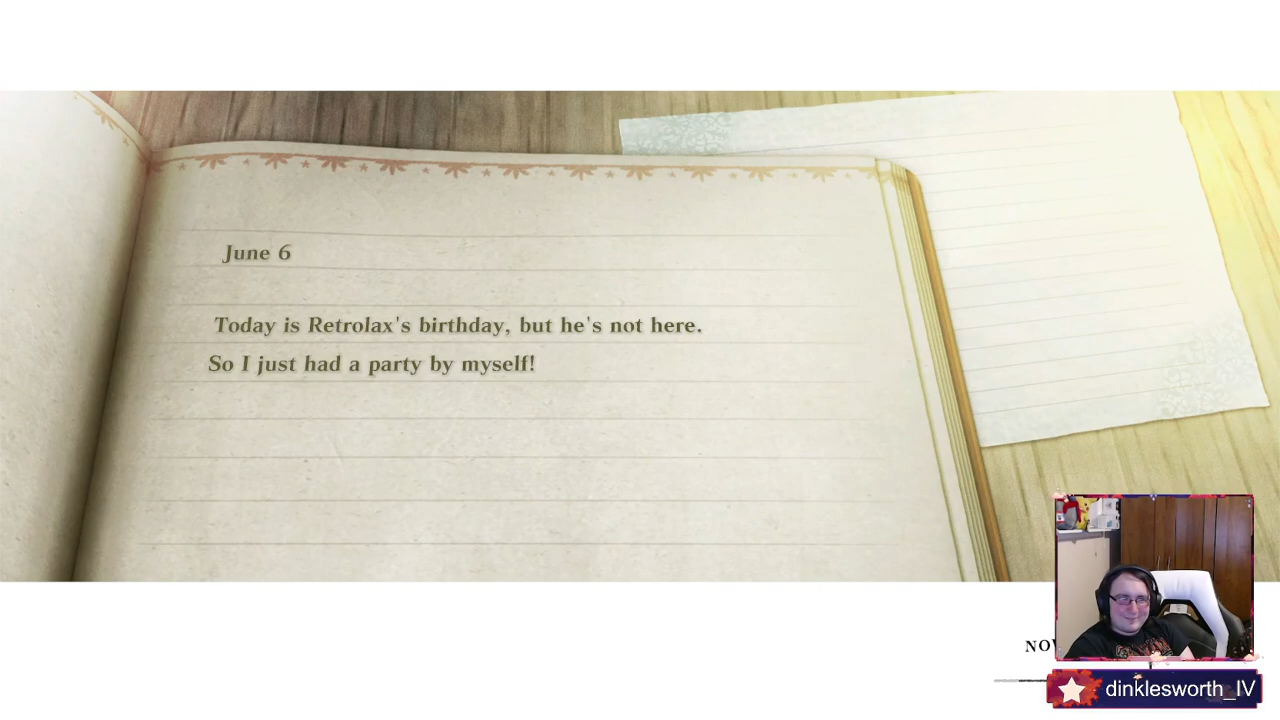 June 6
Today is Retrolax's birthday, but he's not here.
So I just had a party by myself!
dinklesworth_IV